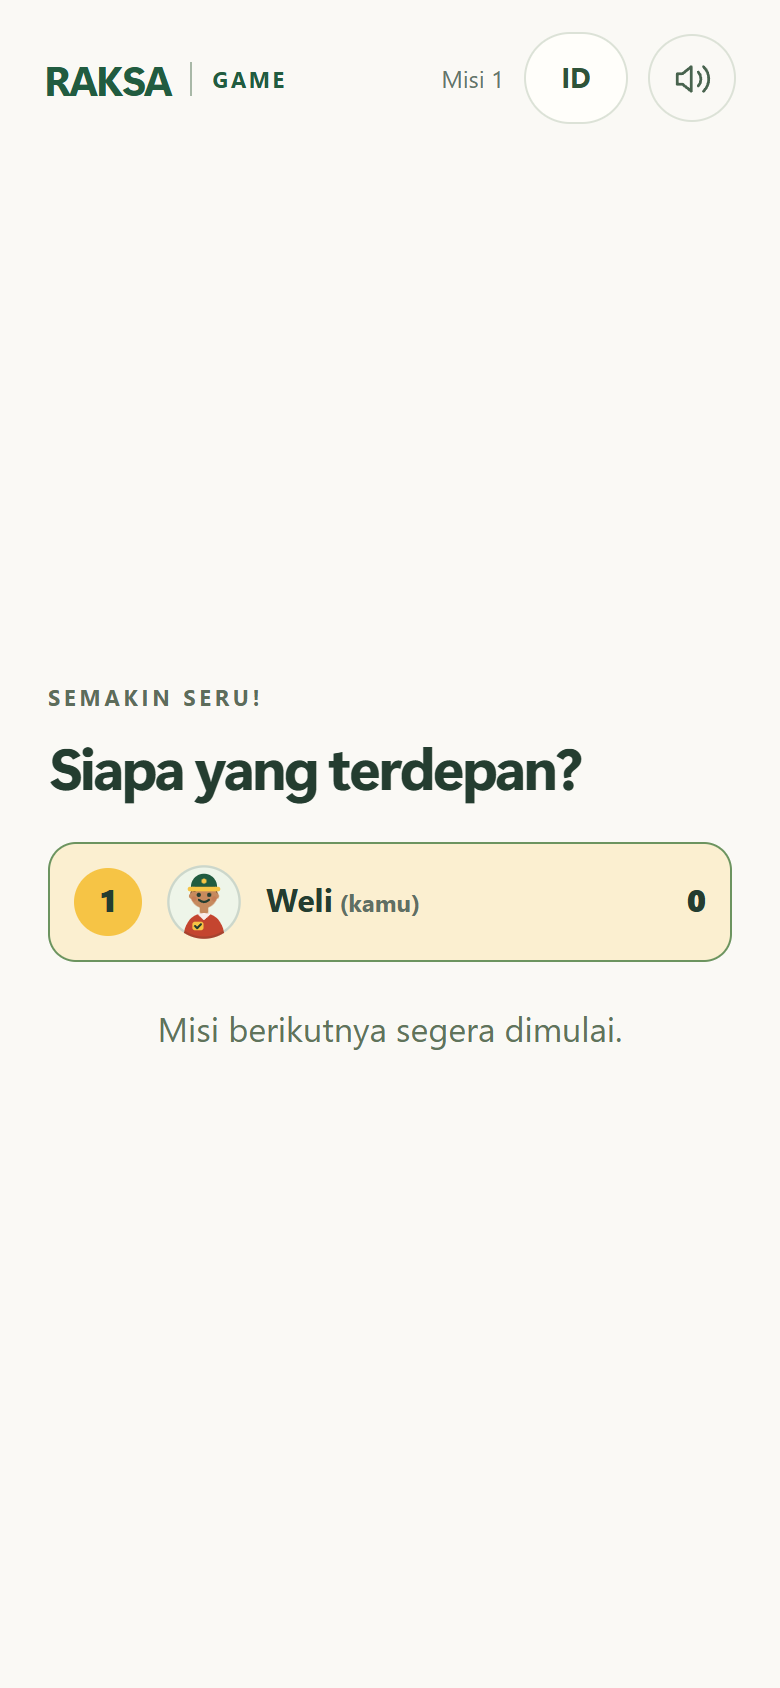 RAKSA GAME Misi 1 ID
SEMAKIN SERU!
Siapa yang terdepan?
1 Weli (kamu) 0
Misi berikutnya segera dimulai.